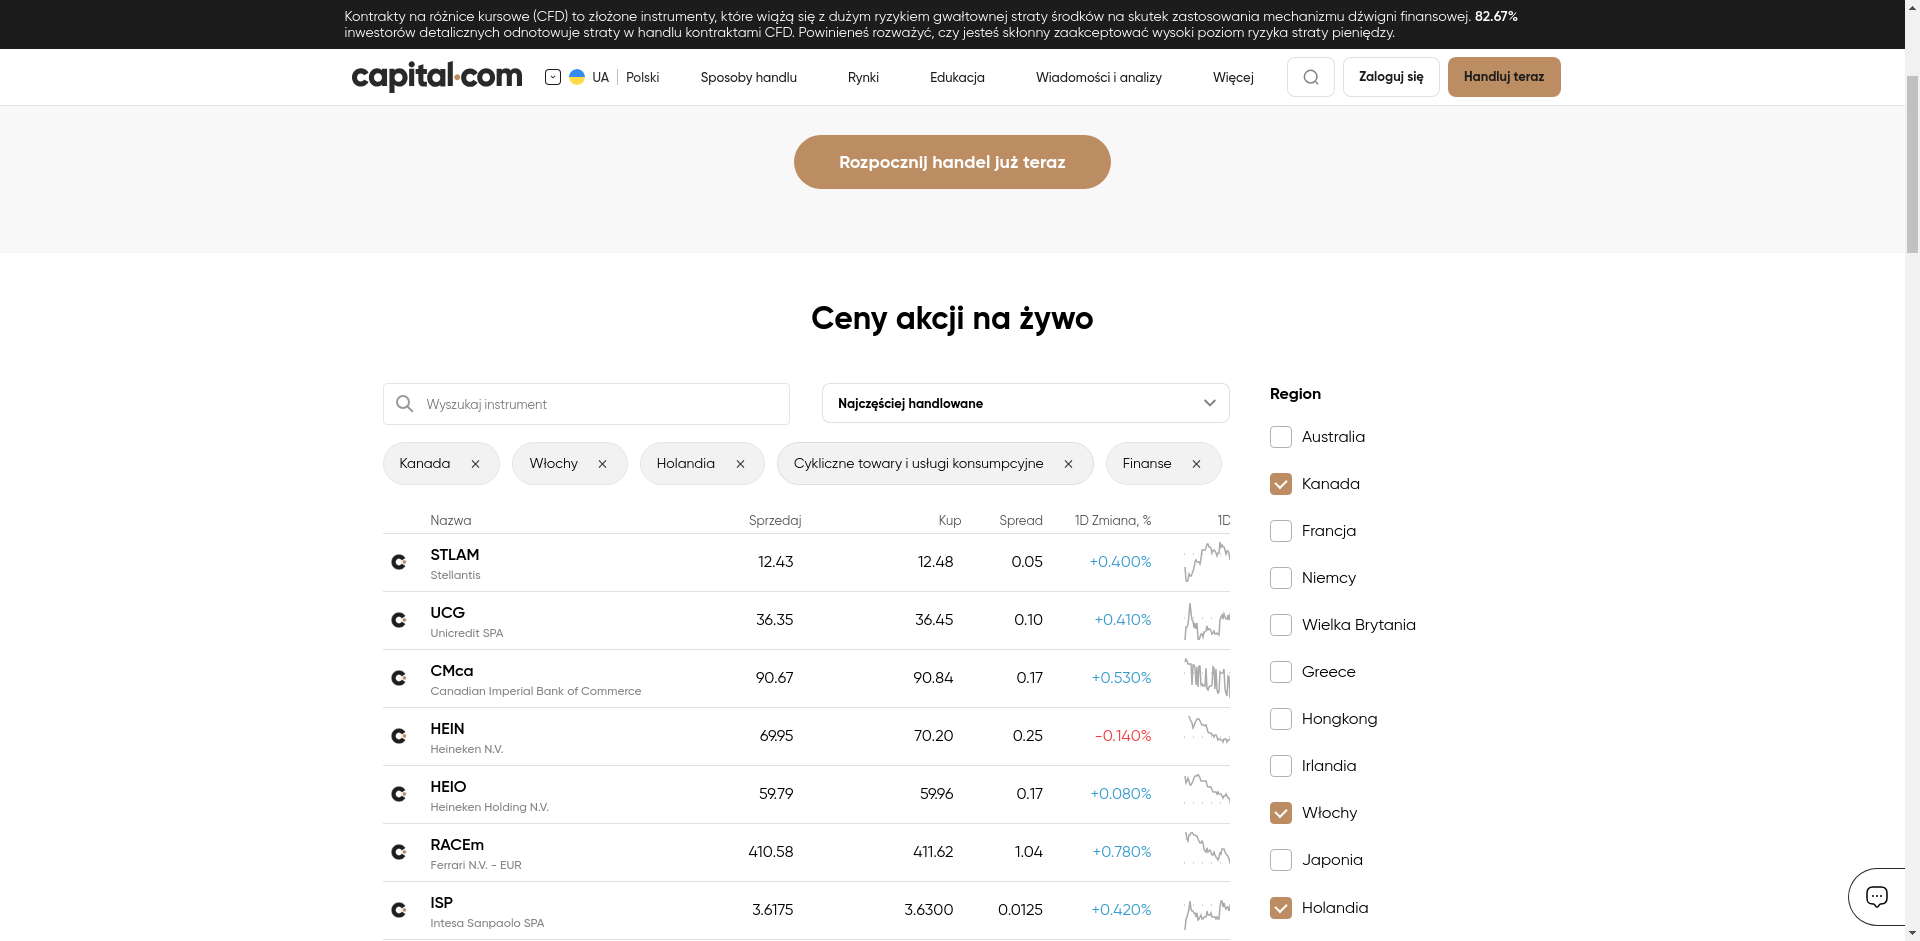 Kontrakty na różnice kursowe (CFD) to złożone instrumenty, które wiążą się z dużym ryzykiem gwałtownej straty środków na skutek zastosowania mechanizmu dźwigni finansowej. 82.67%
inwestorów detalicznych odnotowuje straty w handlu kontraktami CFD. Powinieneś rozważyć, czy jesteś skłonny zaakceptować wysoki poziom ryzyka straty pieniędzy.
capital.com UA Polski Sposoby handlu Rynki Edukacja Wiadomości i analizy Więcej Zaloguj się Handluj teraz
Rozpocznij handel już teraz
Ceny akcji na żywo
Wyszukaj instrument Najczęściej handlowane
Kanada Włochy Holandia Cykliczne towary i usługi konsumpcyjne Finanse
Nazwa Sprzedaj Kup Spread 1D Zmiana, % 1D
STLAM 12.43 12.48 0.05 +0.400%
Stellantis
UCG 36.35 36.45 0.10 +0.410%
Unicredit SPA
CMca 90.67 90.84 0.17 +0.530%
Canadian Imperial Bank of Commerce
HEIN 69.95 70.20 0.25 -0.140%
Heineken N.V.
HEIO 59.79 59.96 0.17 +0.080%
Heineken Holding N.V.
RACEm 410.58 411.62 1.04 +0.780%
Ferrari N.V. - EUR
ISP 3.6175 3.6300 0.0125 +0.420%
Intesa Sanpaolo SPA
Region
Australia
Kanada
Francja
Niemcy
Wielka Brytania
Greece
Hongkong
Irlandia
Włochy
Japonia
Holandia